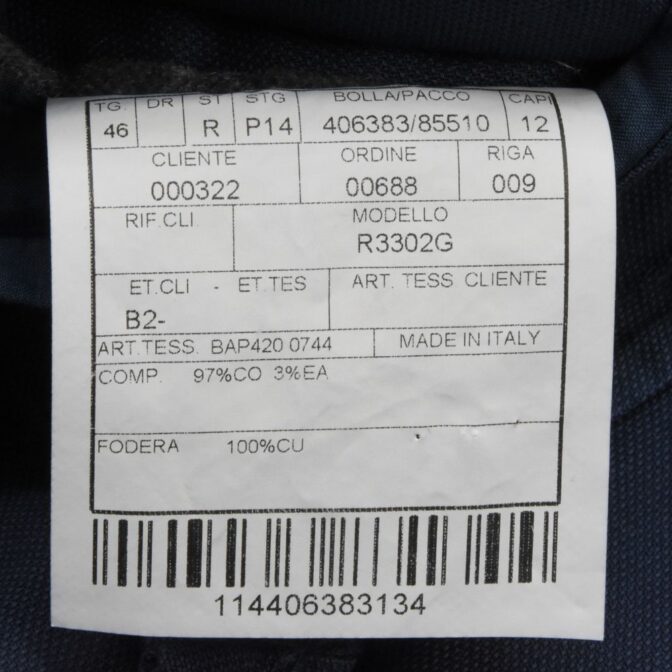 TG DR ST STG BOLLA/PACCO CAPI
46 R P14 406383/85510 12
CLIENTE ORDINE RIGA
000322 00688 009
RIF.CLI. MODELLO
R3302G
ET.CLI - ET.TES ART. TESS CLIENTE
B2-
ART.TESS. BAP420 0744 MADE IN ITALY
COMP. 97%CO 3%EA
FODERA 100%CU
114406383134